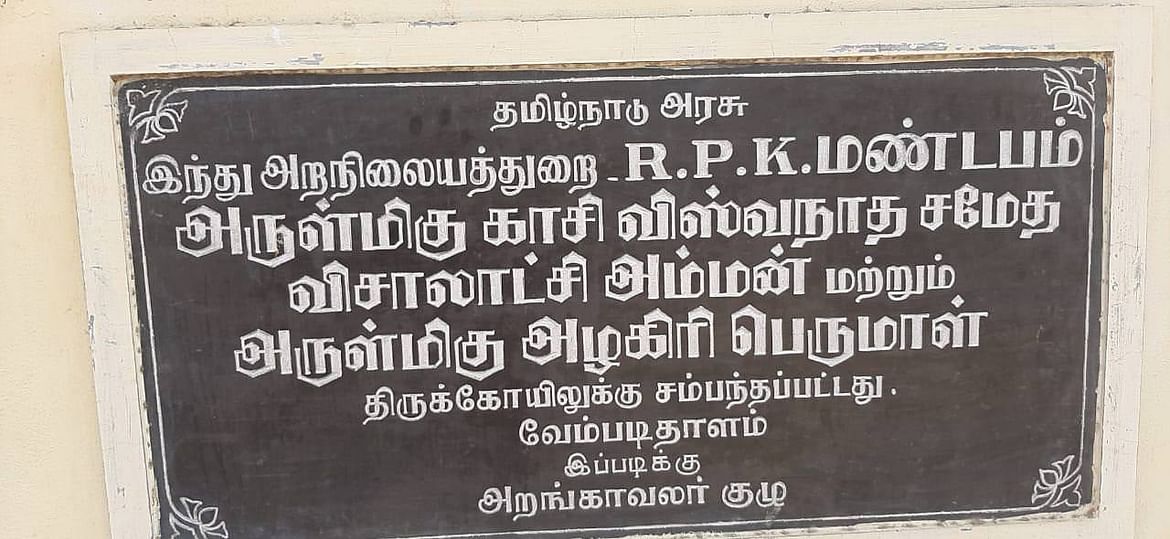 தமிழ்நாடு அரசு
இந்து அறநிலையத்துறை - R.P.K.மண்டபம்
அருள்மிகு காசி விஸ்வநாத சமேத
விசாலாட்சி அம்மன் மற்றும்
அருள்மிகு அழகிரி பெருமாள்
திருக்கோயிலுக்கு சம்பந்தப்பட்டது.
வேம்படிதாளம்
இப்படிக்கு
அறங்காவலர் குழு